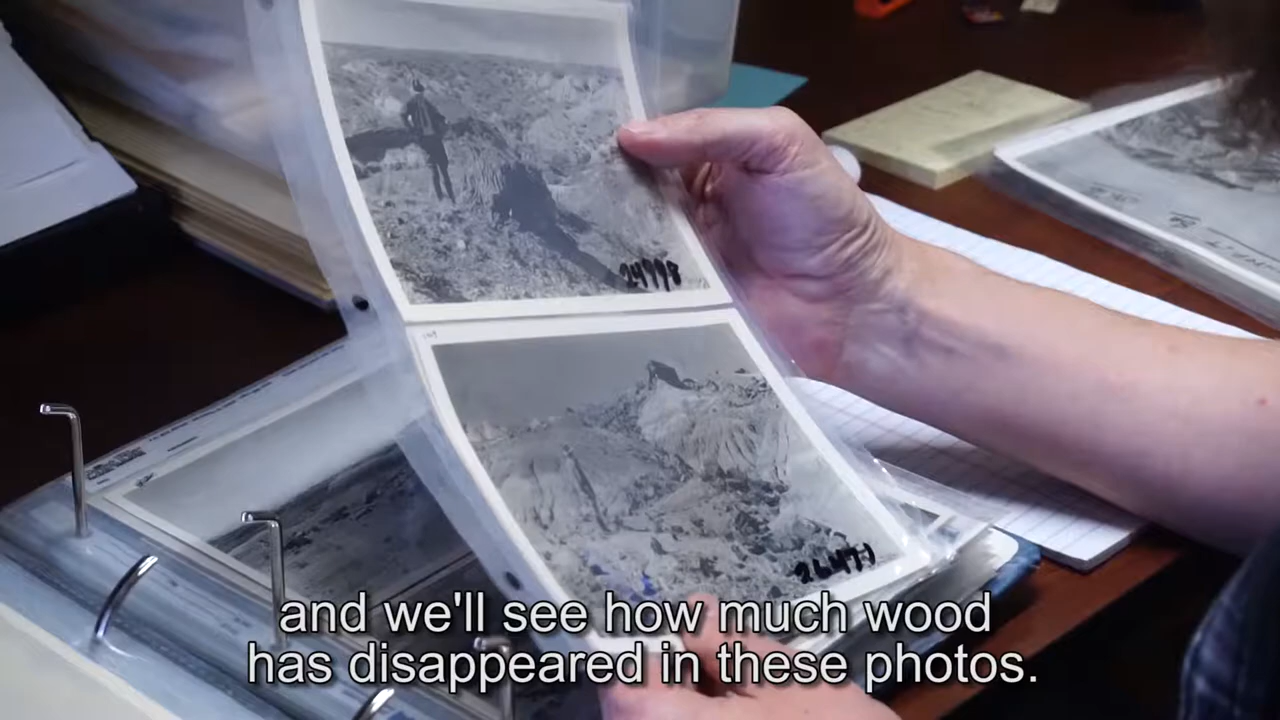 24998
and we'll see how much wood
has disappeared in these photos.